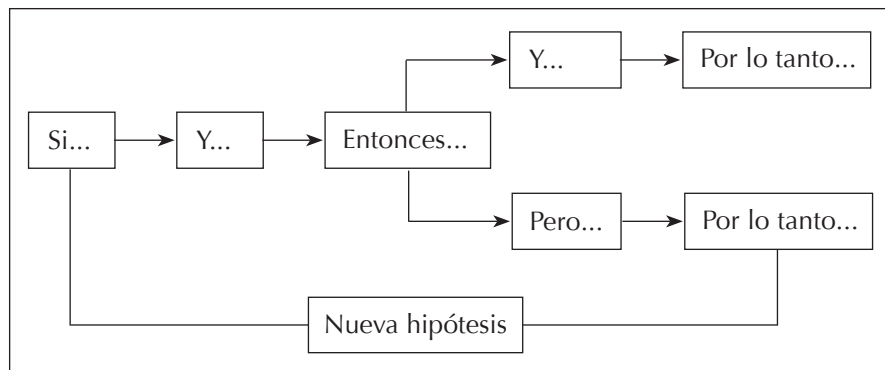 Y...
Por lo tanto...
Si...
Y...
Entonces...
Pero...
Por lo tanto...
Nueva hipótesis